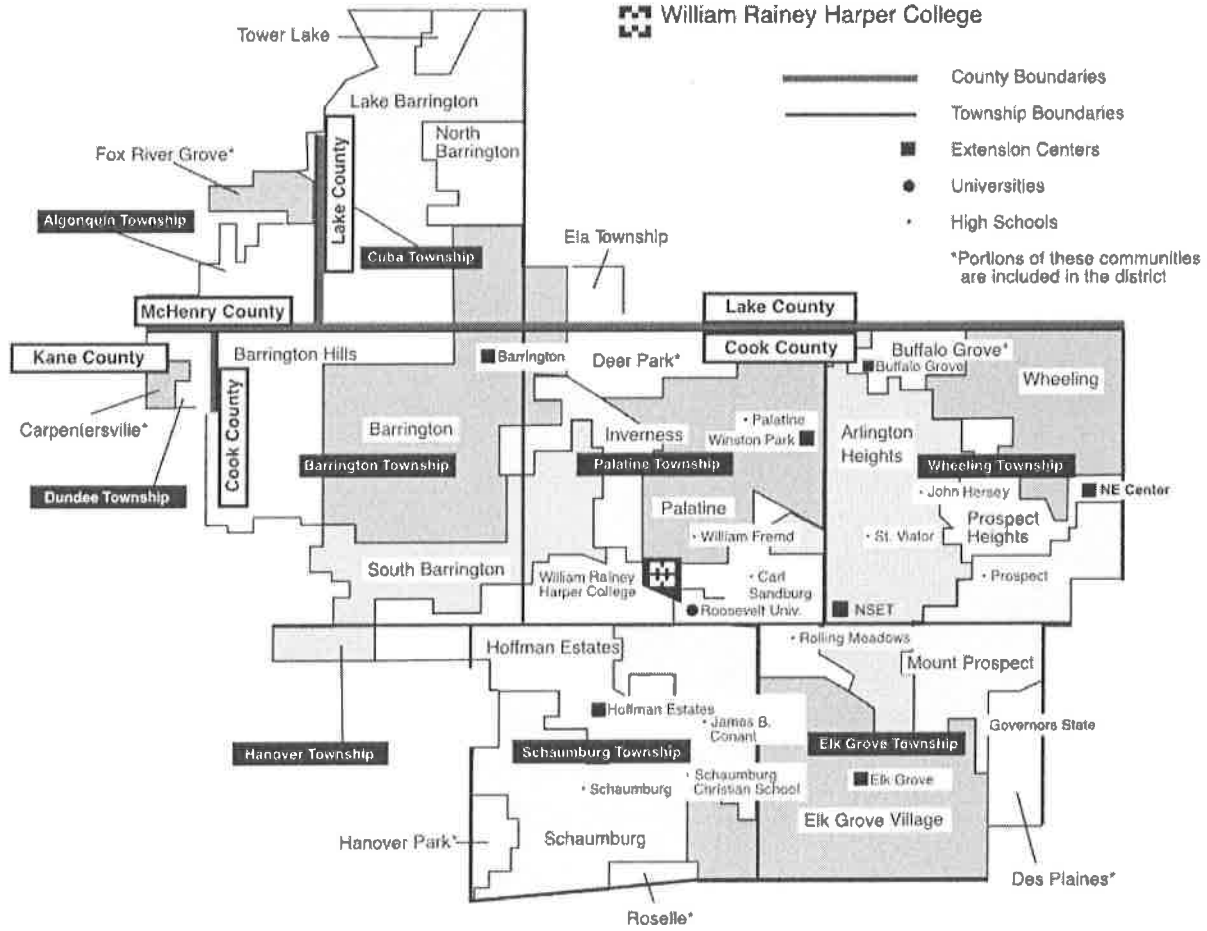 William Rainey Harper College
County Boundaries
Township Boundaries
Extension Centers
Universities
High Schools
*Portions of these communities
are included in the district
Tower Lake
Lake Barrington
North
Barrington
Fox River Grove*
Lake County
Algonquin Township
Cuba Township
Ela Township
McHenry County
Lake County
Cook County
Kane County
Barrington Hills
Barrington
Deer Park*
Buffalo Grove*
Buffalo Grove
Wheeling
Carpentersville*
Cook County
Barrington
Inverness
Palatine
Winston Park
Arlington
Heights
Dundee Township
Barrington Township
Palatine Township
Wheeling Township
John Hersey
NE Center
Palatine
William Fremd
St. Viator
Prospect
Heights
South Barrington
William Rainey
Harper College
Carl
Sandburg
Prospect
Roosevelt Univ.
NSET
Hoffman Estates
Rolling Meadows
Mount Prospect
Hoffman Estates
James B.
Conant
Governors State
Hanover Township
Schaumburg Township
Elk Grove Township
Schaumburg
Schaumburg
Christian School
Elk Grove
Hanover Park*
Schaumburg
Elk Grove Village
Des Plaines*
Roselle*